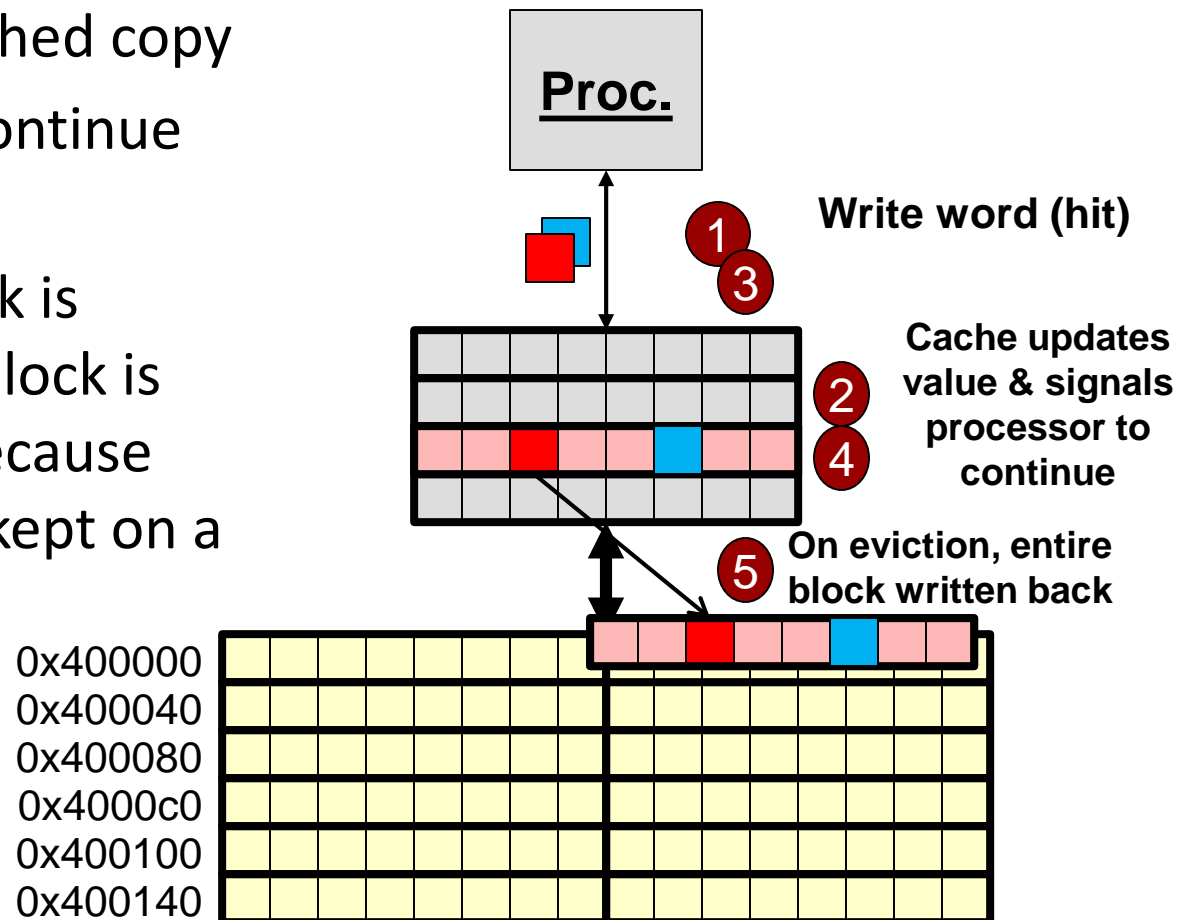 hed copy
ontinue
k is
lock is
ecause
kept on a
Proc.
1
3
Write word (hit)
2
4
Cache updates
value & signals
processor to
continue
5
On eviction, entire
block written back
0x400000
0x400040
0x400080
0x4000c0
0x400100
0x400140